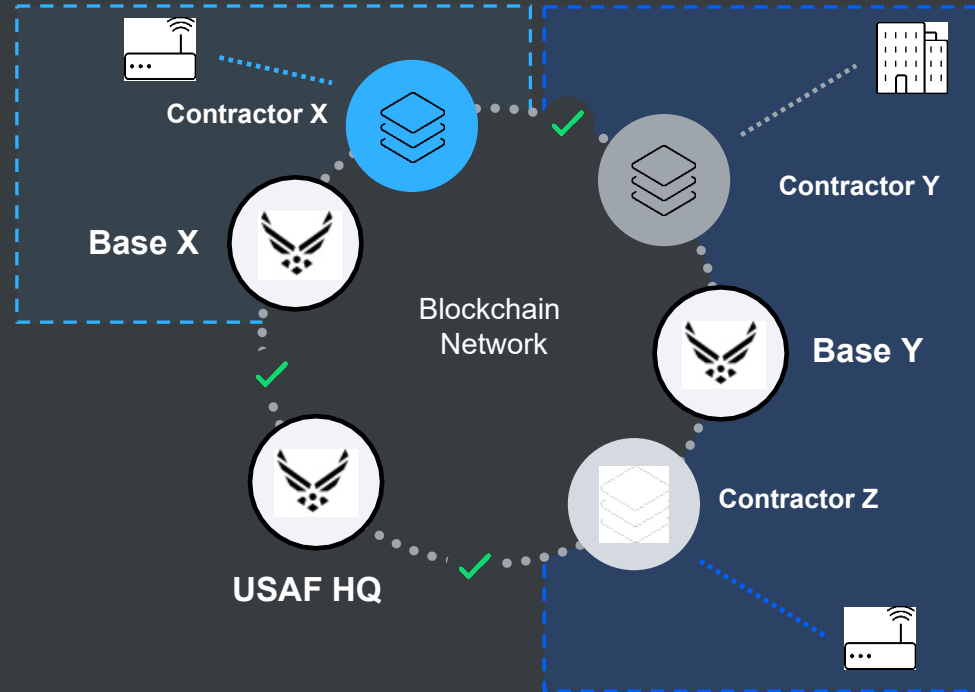 Contractor X
Contractor Y
Base X
Blockchain
Network
Base Y
Contractor Z
USAF HQ